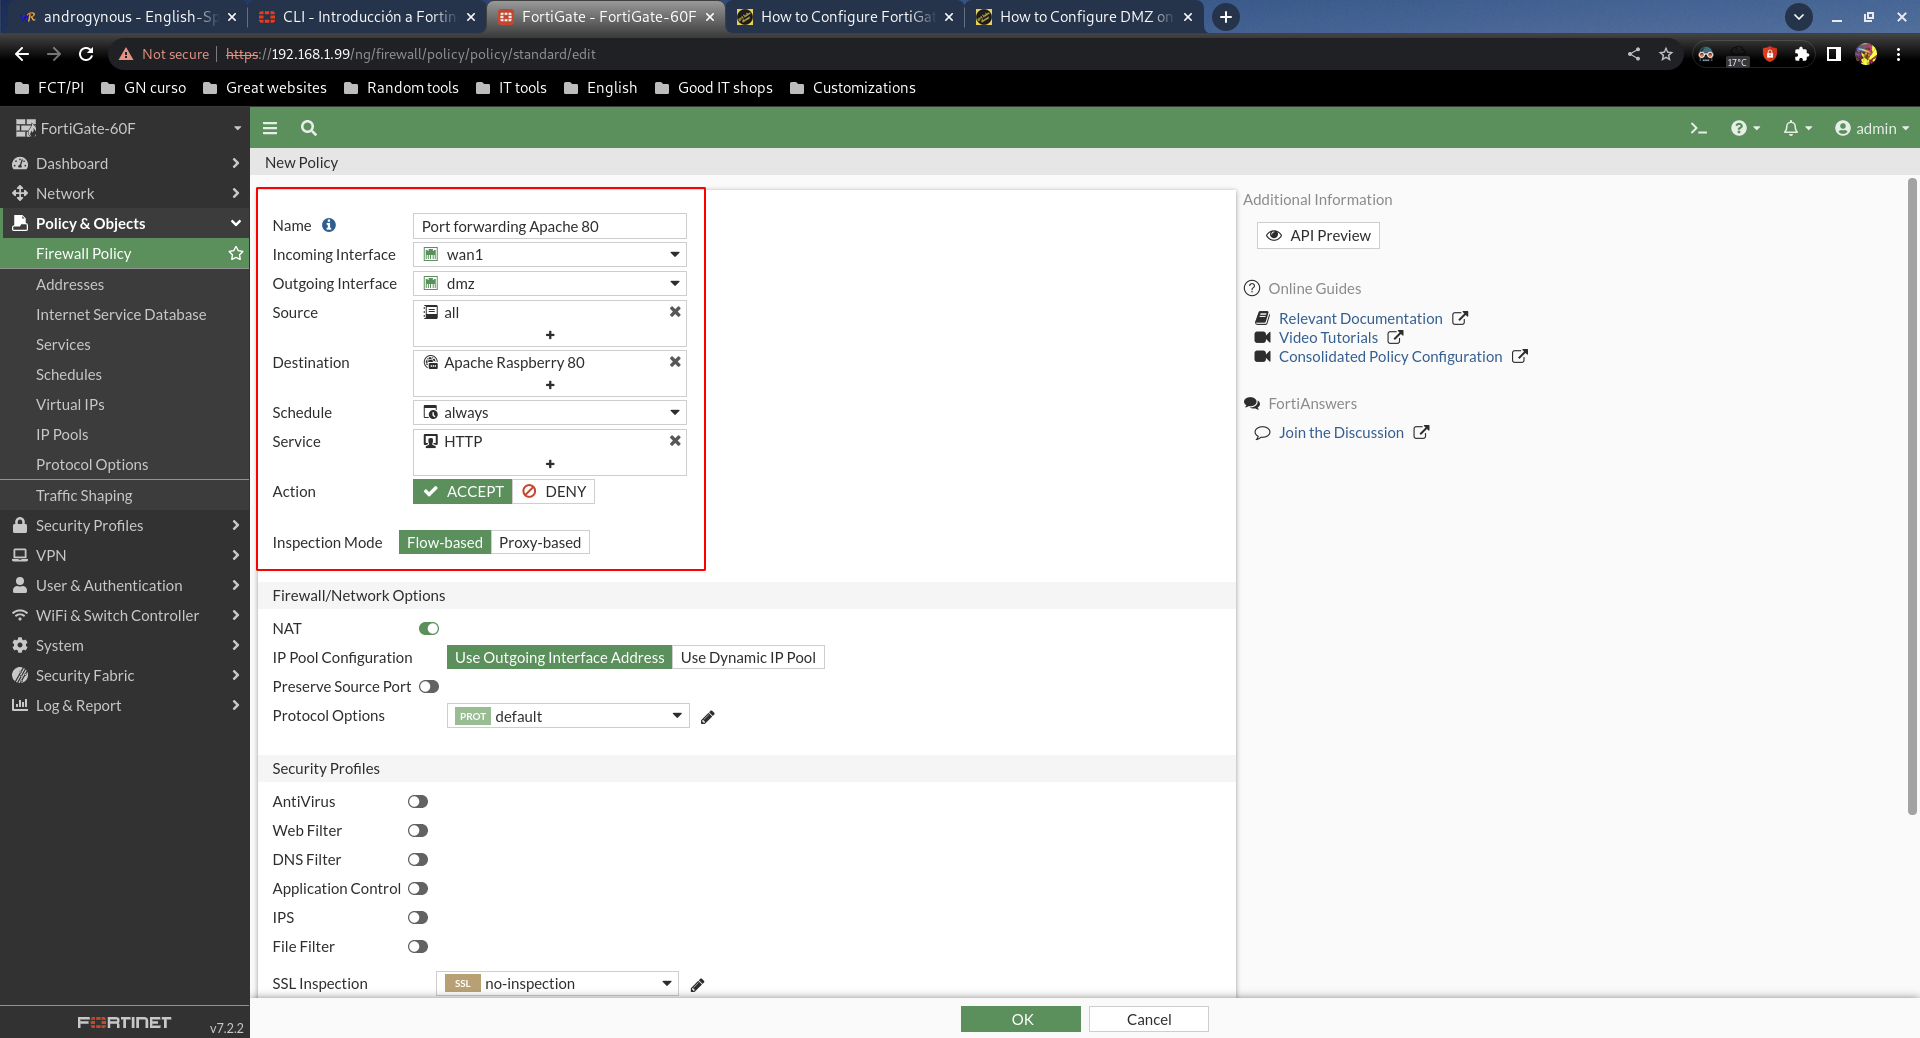 androgynous - English-Sp
CLI - Introducción a Fortin
FortiGate - FortiGate-60F
How to Configure FortiGa
How to Configure DMZ on
Not secure
https://192.168.1.99/ng/firewall/policy/policy/standard/edit
17°C
FCT/PI
GN curso
Great websites
Random tools
IT tools
English
Good IT shops
Customizations
FortiGate-60F
admin
Dashboard
Network
Policy & Objects
Firewall Policy
Addresses
Internet Service Database
Services
Schedules
Virtual IPs
IP Pools
Protocol Options
Traffic Shaping
Security Profiles
VPN
User & Authentication
WiFi & Switch Controller
System
Security Fabric
Log & Report
FORTINET
v7.2.2
New Policy
Name
Port forwarding Apache 80
Incoming Interface
wan1
Outgoing Interface
dmz
Source
all
Destination
Apache Raspberry 80
Schedule
always
Service
HTTP
Action
ACCEPT
DENY
Inspection Mode
Flow-based
Proxy-based
Firewall/Network Options
NAT
IP Pool Configuration
Use Outgoing Interface Address
Use Dynamic IP Pool
Preserve Source Port
Protocol Options
PROT
default
Security Profiles
AntiVirus
Web Filter
DNS Filter
Application Control
IPS
File Filter
SSL Inspection
SSL
no-inspection
OK
Cancel
Additional Information
API Preview
Online Guides
Relevant Documentation
Video Tutorials
Consolidated Policy Configuration
FortiAnswers
Join the Discussion